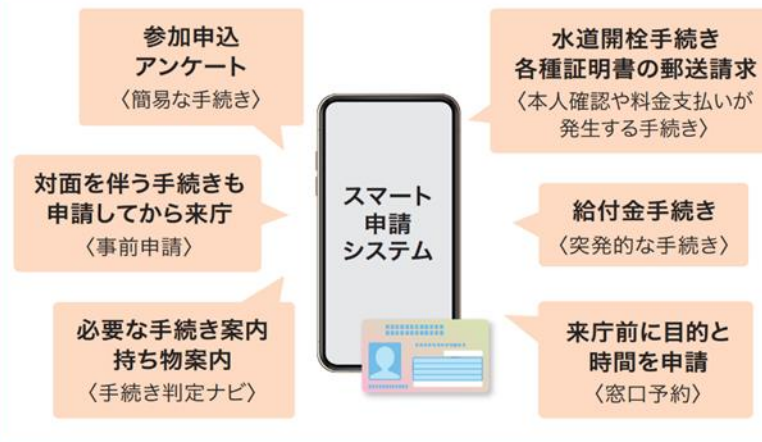 参加申込
アンケート
〈簡易な手続き〉
水道開栓手続き
各種証明書の郵送請求
〈本人確認や料金支払いが
発生する手続き〉
対面を伴う手続きも
申請してから来庁
〈事前申請〉
スマート
申請
システム
給付金手続き
〈突発的な手続き〉
必要な手続き案内
持ち物案内
〈手続き判定ナビ〉
来庁前に目的と
時間を申請
〈窓口予約〉